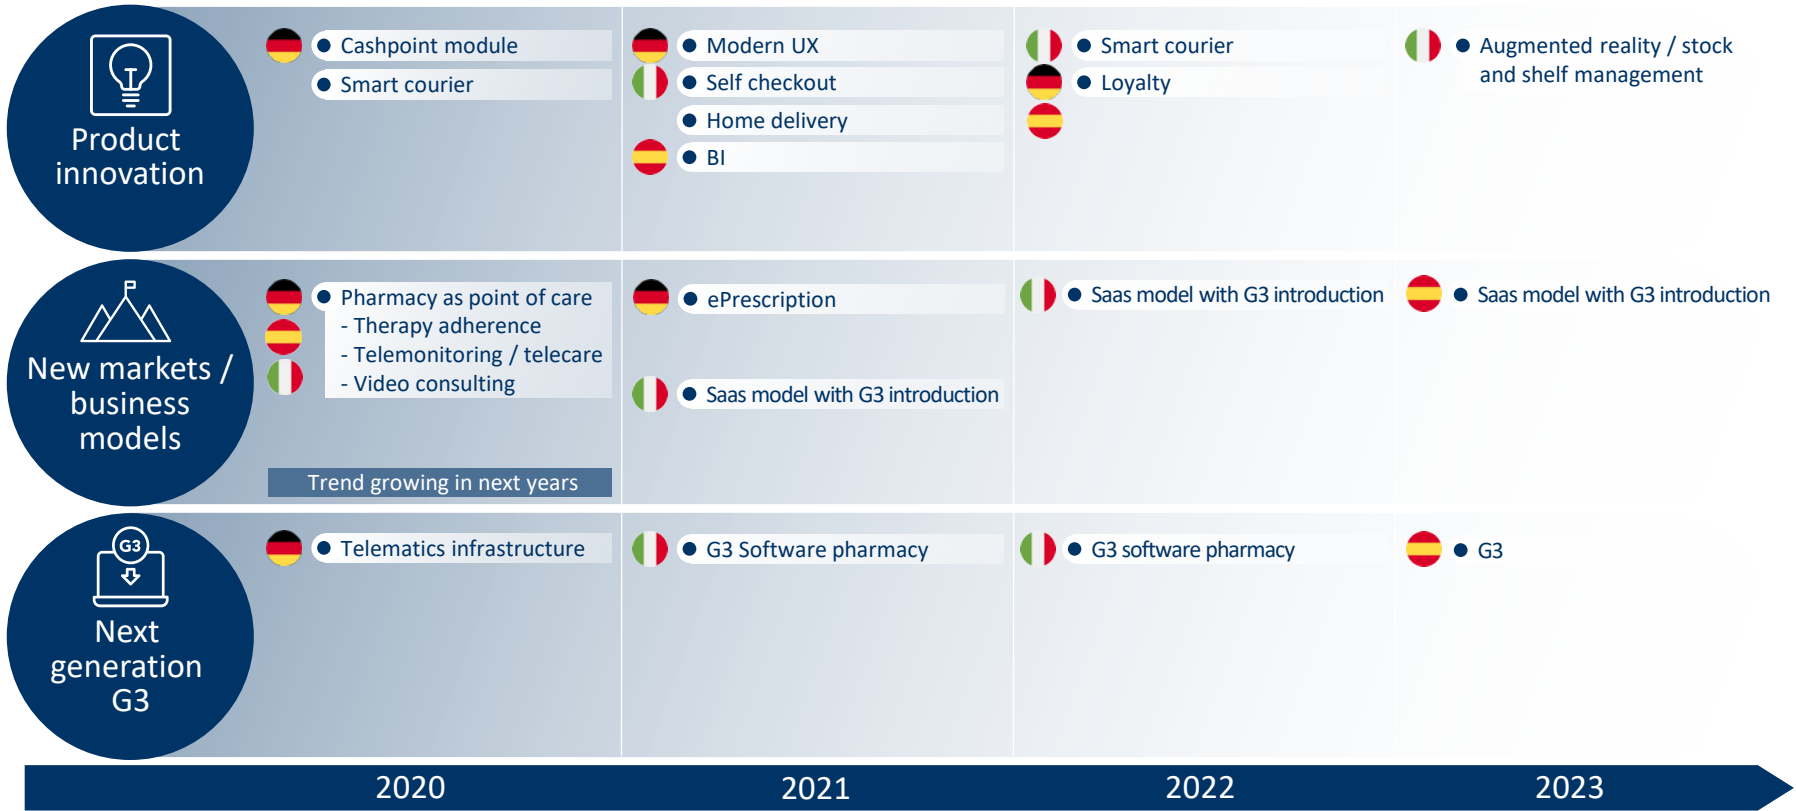 Product
innovation
Cashpoint module
Smart courier
Modern UX
Self checkout
Home delivery
BI
Smart courier
Loyalty
Augmented reality / stock
and shelf management
New markets /
business
models
Pharmacy as point of care
- Therapy adherence
- Telemonitoring / telecare
- Video consulting
Trend growing in next years
ePrescription
Saas model with G3 introduction
Saas model with G3 introduction
Saas model with G3 introduction
G3
Next
generation
G3
Telematics infrastructure
G3 Software pharmacy
G3 software pharmacy
G3
2020
2021
2022
2023